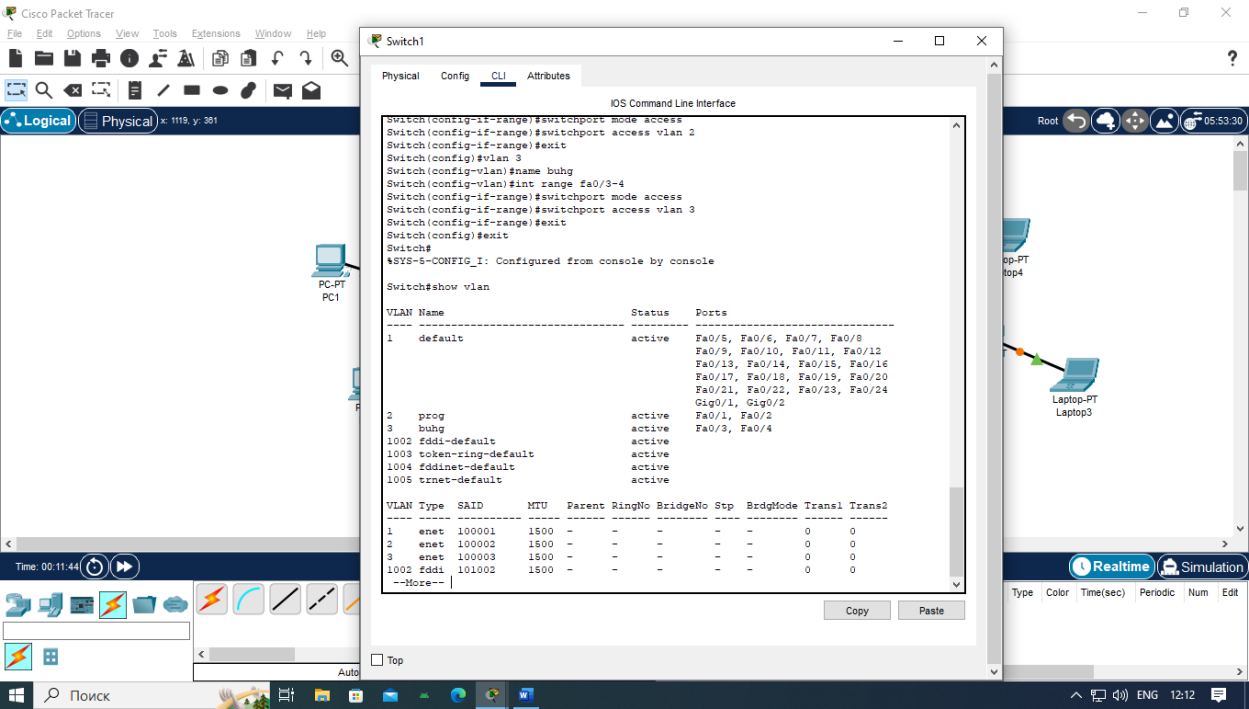 Cisco Packet Tracer
File Edit Options View Tools Extensions Window Help
Logical Physical x: 1119, y: 361
Root 05:53:30
PC-PT
PC1
Switch1
Physical Config CLI Attributes
IOS Command Line Interface
Switch(config-if-range)#switchport mode access
Switch(config-if-range)#switchport access vlan 2
Switch(config-if-range)#exit
Switch(config)#vlan 3
Switch(config-vlan)#name buhg
Switch(config-vlan)#int range fa0/3-4
Switch(config-if-range)#switchport mode access
Switch(config-if-range)#switchport access vlan 3
Switch(config-if-range)#exit
Switch(config)#exit
Switch#
%SYS-5-CONFIG_I: Configured from console by console
Switch#show vlan
VLAN Name Status Ports
---- -------------------------------- --------- -------------------------------
1 default active Fa0/5, Fa0/6, Fa0/7, Fa0/8
Fa0/9, Fa0/10, Fa0/11, Fa0/12
Fa0/13, Fa0/14, Fa0/15, Fa0/16
Fa0/17, Fa0/18, Fa0/19, Fa0/20
Fa0/21, Fa0/22, Fa0/23, Fa0/24
Gig0/1, Gig0/2
2 prog active Fa0/1, Fa0/2
3 buhg active Fa0/3, Fa0/4
1002 fddi-default active
1003 token-ring-default active
1004 fddinet-default active
1005 trnet-default active
VLAN Type SAID MTU Parent RingNo BridgeNo Stp BrdgMode Trans1 Trans2
---- ----- ---------- ----- ------ ------ -------- ---- -------- ------ ------
1 enet 100001 1500 - - - - - 0 0
2 enet 100002 1500 - - - - - 0 0
3 enet 100003 1500 - - - - - 0 0
1002 fddi 101002 1500 - - - - - 0 0
--More--
Copy Paste
Top
op-PT
top4
Laptop-PT
Laptop3
Time: 00:11:44
Realtime Simulation
Type Color Time(sec) Periodic Num Edit
Auto
Поиск
ENG 12:12